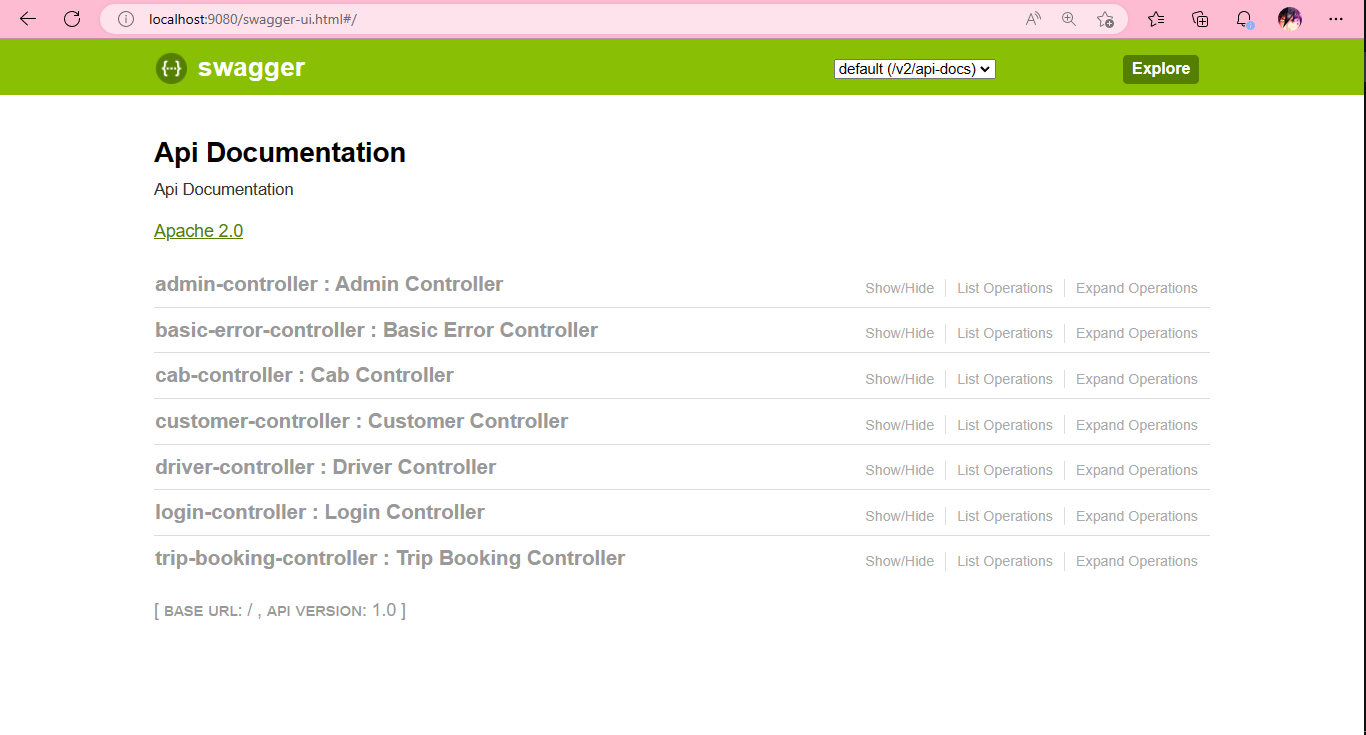 localhost:9080/swagger-ui.html#/
swagger
default (/v2/api-docs)
Explore
Api Documentation
Api Documentation
Apache 2.0
admin-controller : Admin Controller Show/Hide List Operations Expand Operations
basic-error-controller : Basic Error Controller Show/Hide List Operations Expand Operations
cab-controller : Cab Controller Show/Hide List Operations Expand Operations
customer-controller : Customer Controller Show/Hide List Operations Expand Operations
driver-controller : Driver Controller Show/Hide List Operations Expand Operations
login-controller : Login Controller Show/Hide List Operations Expand Operations
trip-booking-controller : Trip Booking Controller Show/Hide List Operations Expand Operations
[ BASE URL: / , API VERSION: 1.0 ]